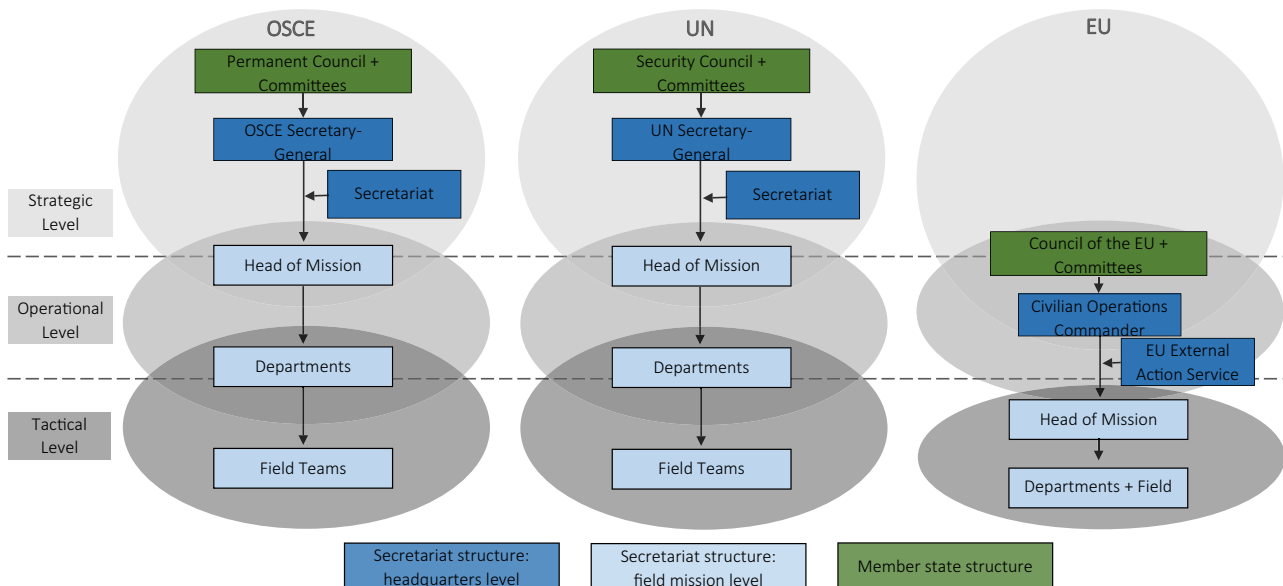 OSCE
UN
EU
Permanent Council +
Committees
Security Council +
Committees
OSCE Secretary-
General
UN Secretary-
General
Secretariat
Secretariat
Strategic
Level
Head of Mission
Head of Mission
Council of the EU +
Committees
Operational
Level
Civilian Operations
Commander
Departments
Departments
EU External
Action Service
Tactical
Level
Head of Mission
Field Teams
Field Teams
Departments + Field
Secretariat structure:
headquarters level
Secretariat structure:
field mission level
Member state structure